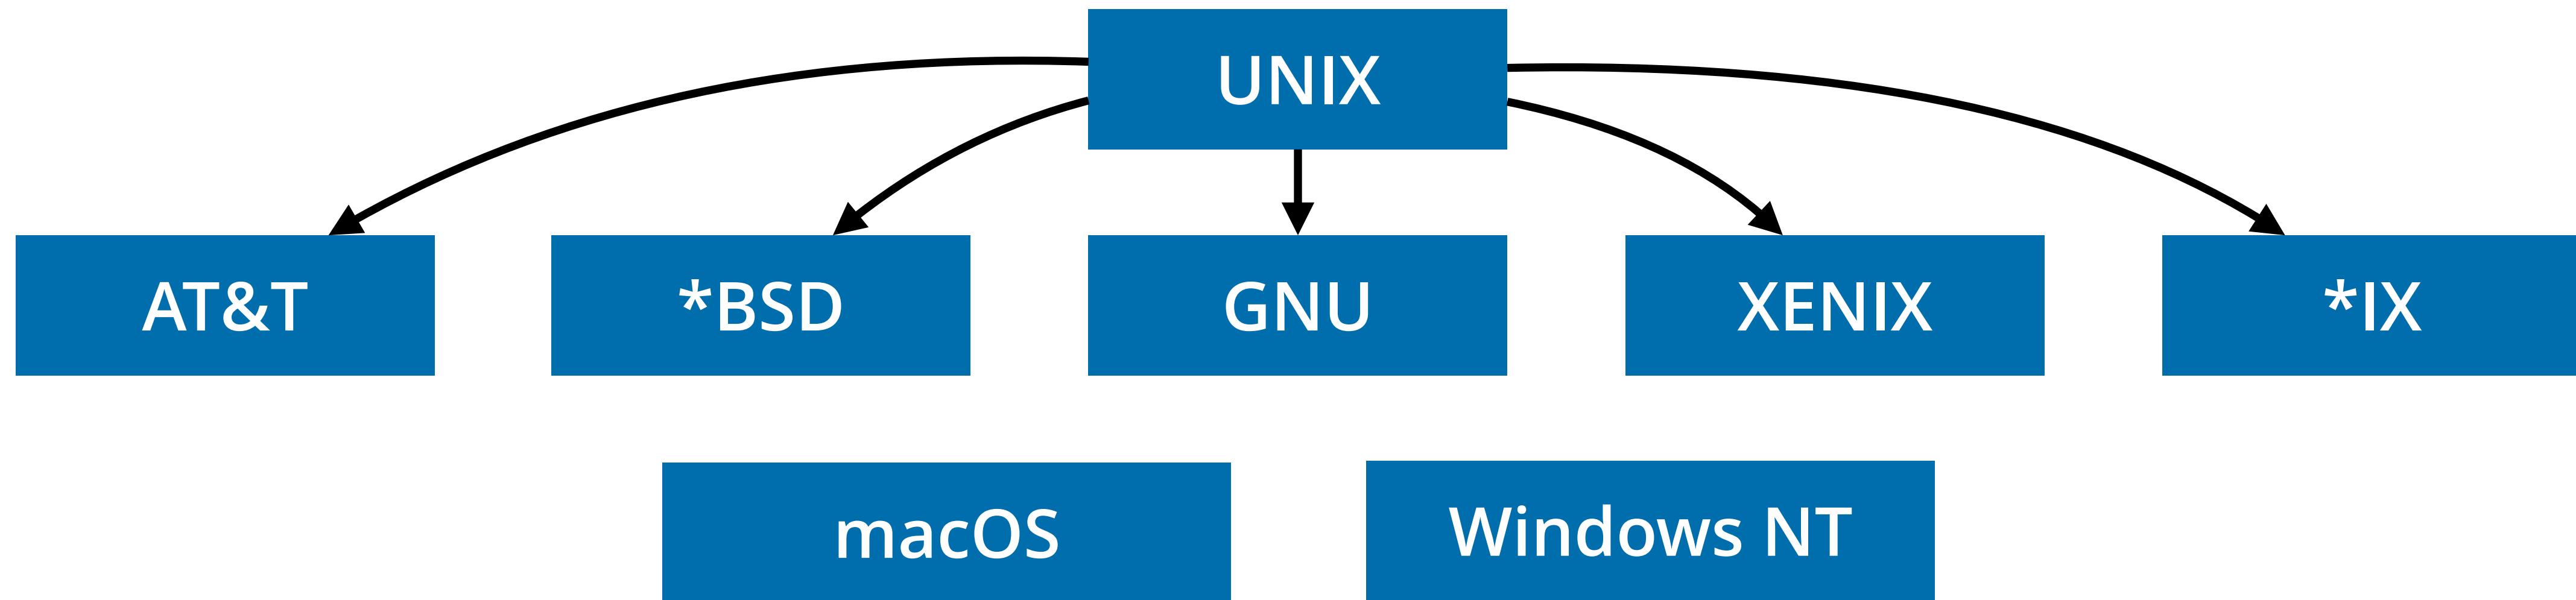 UNIX
AT&T
*BSD
GNU
XENIX
*IX
macOS
Windows NT